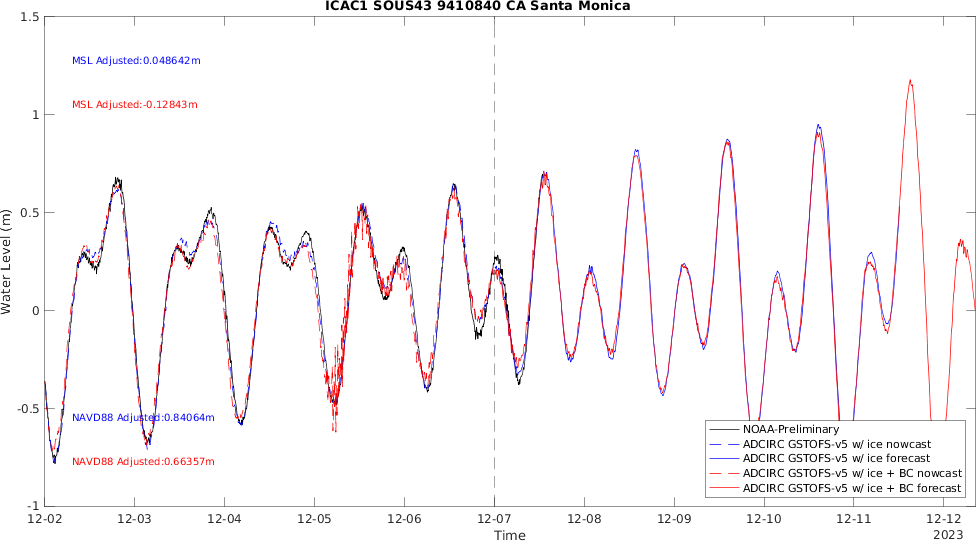 ICAC1 SOUS43 9410840 CA Santa Monica
1.5
MSL Adjusted:0.048642m
MSL Adjusted:-0.12843m
1
0.5
Water Level (m)
0
-0.5
NAVD88 Adjusted:0.84064m
NAVD88 Adjusted:0.66357m
-1
NOAA-Preliminary
ADCIRC GSTOFS-v5 w/ ice nowcast
ADCIRC GSTOFS-v5 w/ ice forecast
ADCIRC GSTOFS-v5 w/ ice + BC nowcast
ADCIRC GSTOFS-v5 w/ ice + BC forecast
12-02 12-03 12-04 12-05 12-06 12-07 12-08 12-09 12-10 12-11 12-12
2023
Time